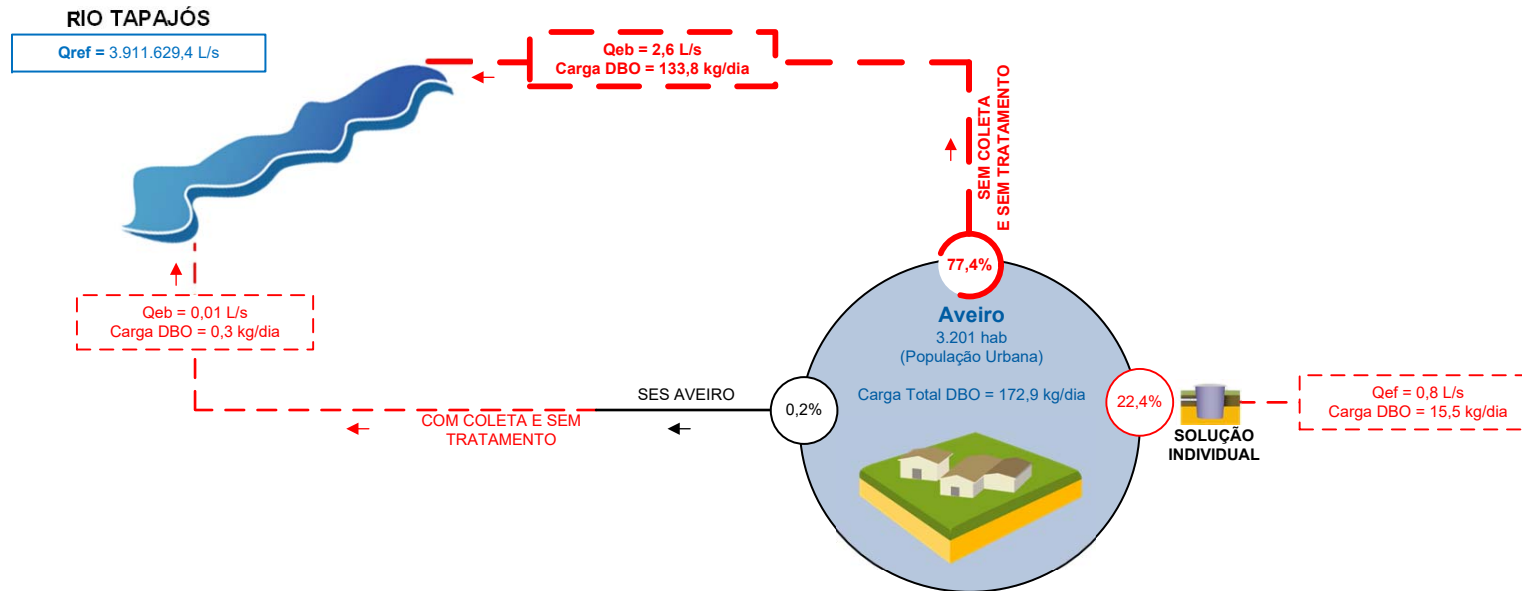 RIO TAPAJÓS
Qref = 3.911.629,4 L/s
Qeb = 2,6 L/s
Carga DBO = 133,8 kg/dia
SEM COLETA
E SEM TRATAMENTO
77,4%
Aveiro
3.201 hab
(População Urbana)
Carga Total DBO = 172,9 kg/dia
Qeb = 0,01 L/s
Carga DBO = 0,3 kg/dia
COM COLETA E SEM
TRATAMENTO
SES AVEIRO
0,2%
22,4%
SOLUÇÃO
INDIVIDUAL
Qef = 0,8 L/s
Carga DBO = 15,5 kg/dia